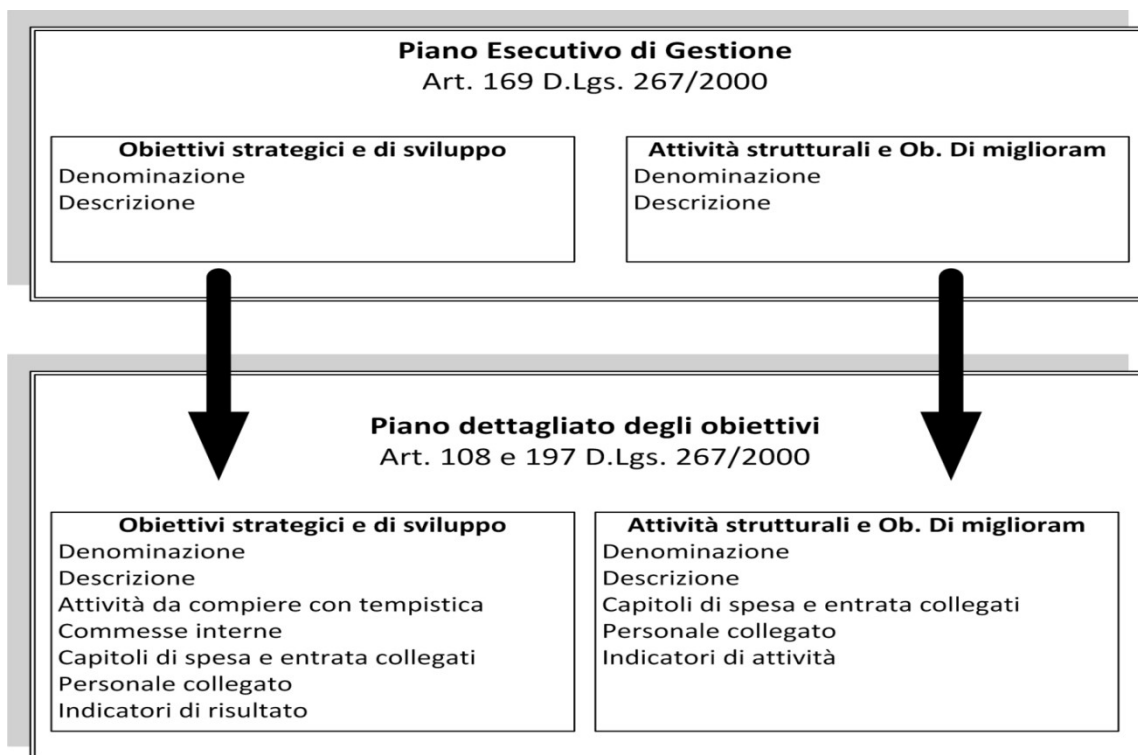 Piano Esecutivo di Gestione
Art. 169 D.Lgs. 267/2000
Obiettivi strategici e di sviluppo
Denominazione
Descrizione
Attività strutturali e Ob. Di miglioram
Denominazione
Descrizione
Piano dettagliato degli obiettivi
Art. 108 e 197 D.Lgs. 267/2000
Obiettivi strategici e di sviluppo
Denominazione
Descrizione
Attività da compiere con tempistica
Commesse interne
Capitoli di spesa e entrata collegati
Personale collegato
Indicatori di risultato
Attività strutturali e Ob. Di miglioram
Denominazione
Descrizione
Capitoli di spesa e entrata collegati
Personale collegato
Indicatori di attività